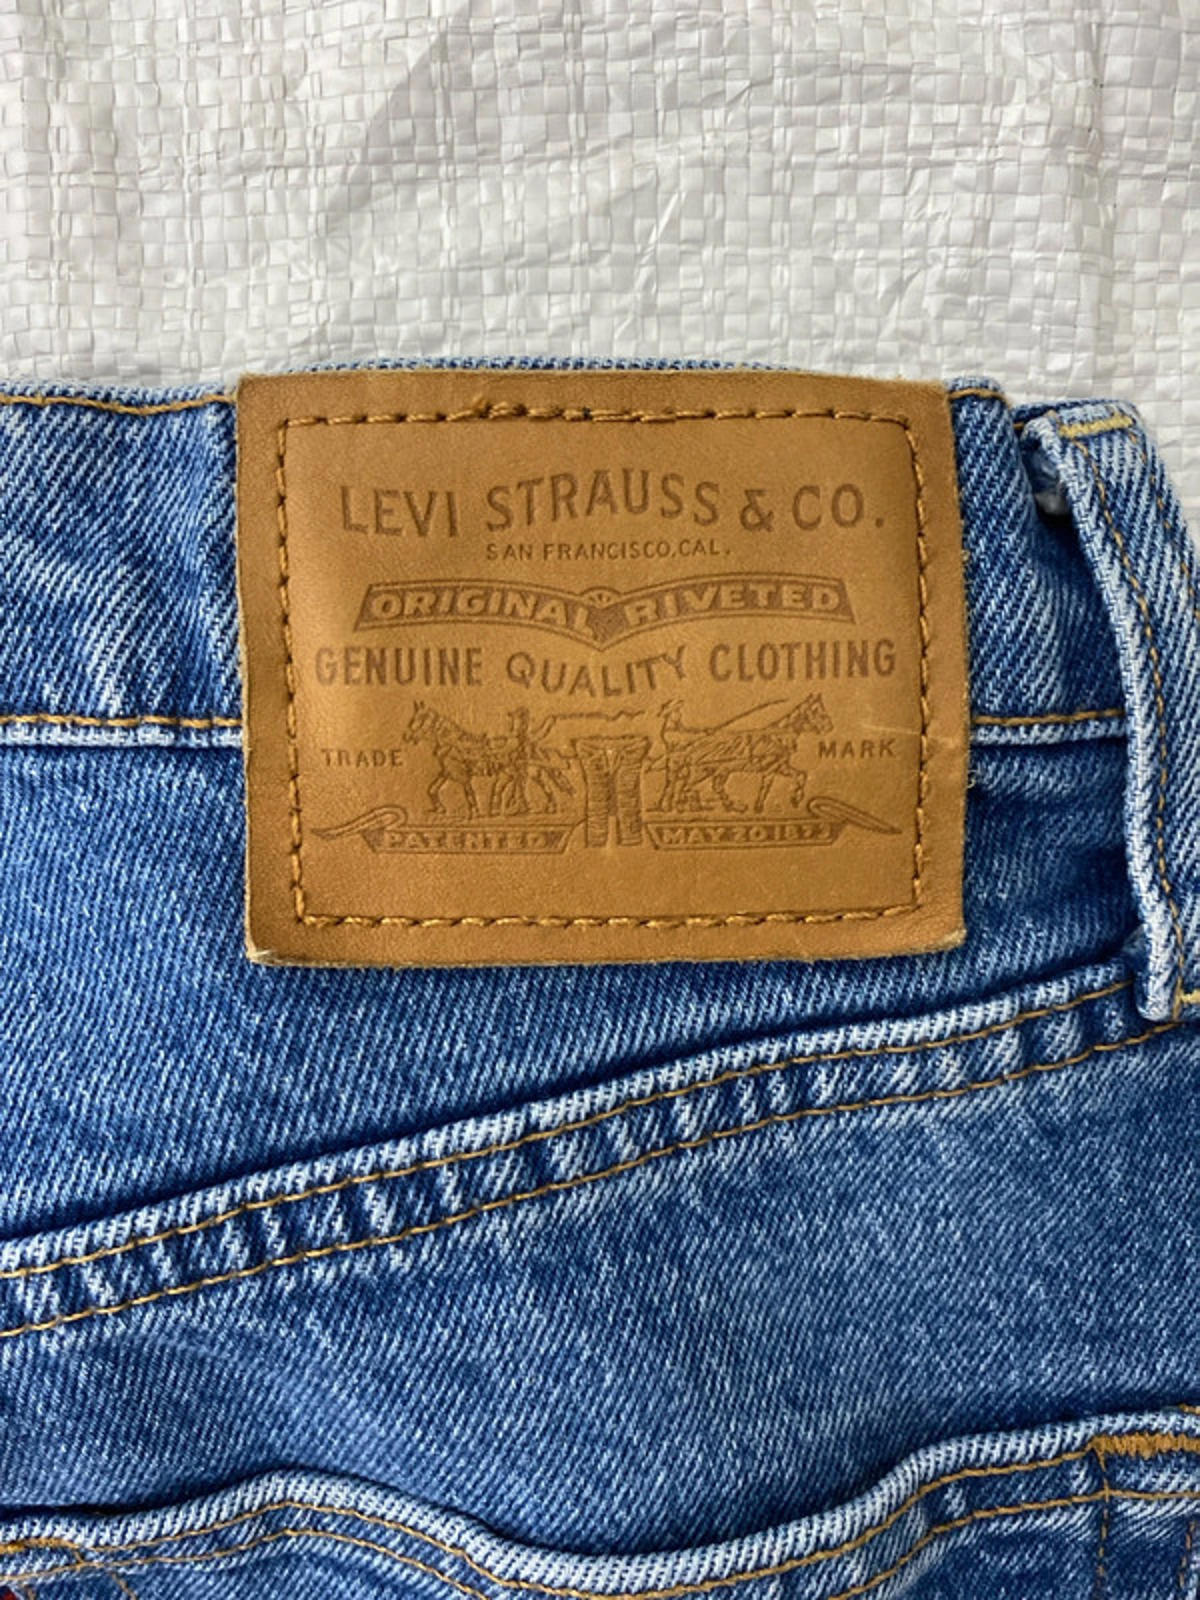 LEVI STRAUSS & CO.
SAN FRANCISCO, CAL.
ORIGINAL RIVETED
GENUINE QUALITY CLOTHING
TRADE MARK
PATENTED MAY 20 1873